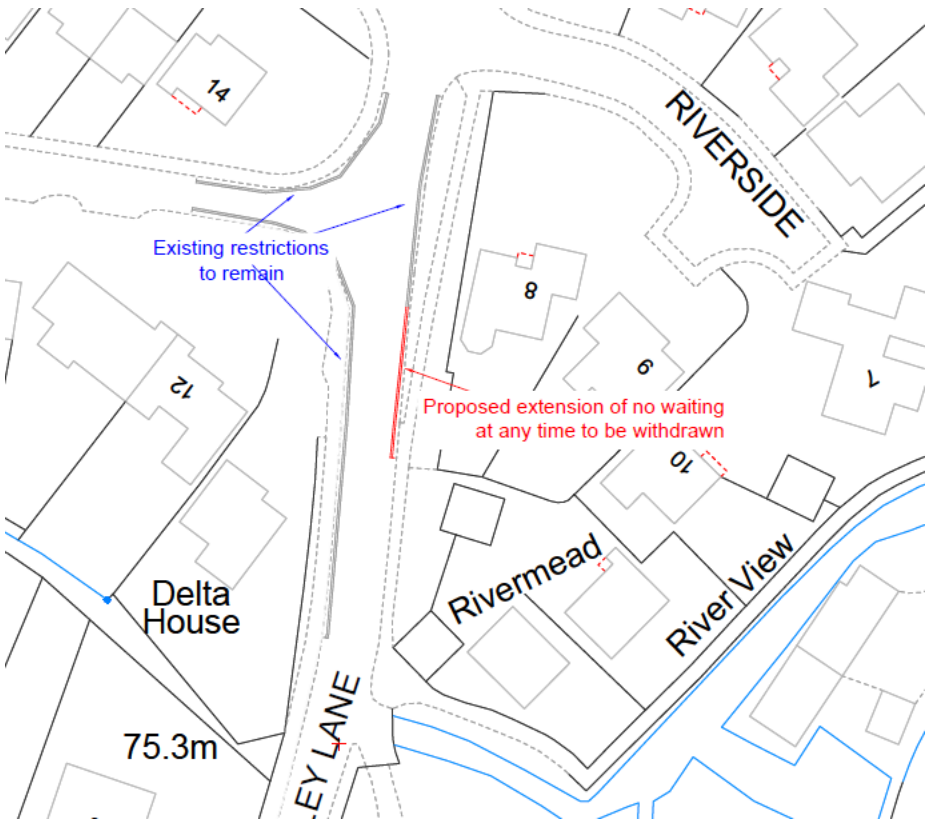 14
RIVERSIDE
Existing restrictions
to remain
8
12
9
7
Proposed extension of no waiting
at any time to be withdrawn
10
Rivermead
River View
Delta
House
75.3m
LEY LANE